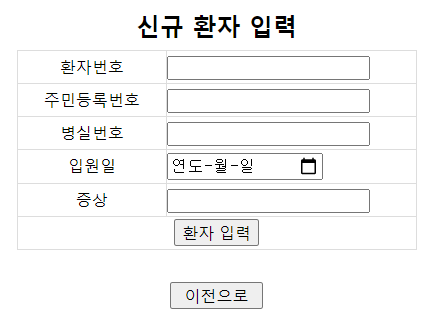 신규 환자 입력
환자번호
주민등록번호
병실번호
입원일 연도-월-일
증상
환자 입력
이전으로